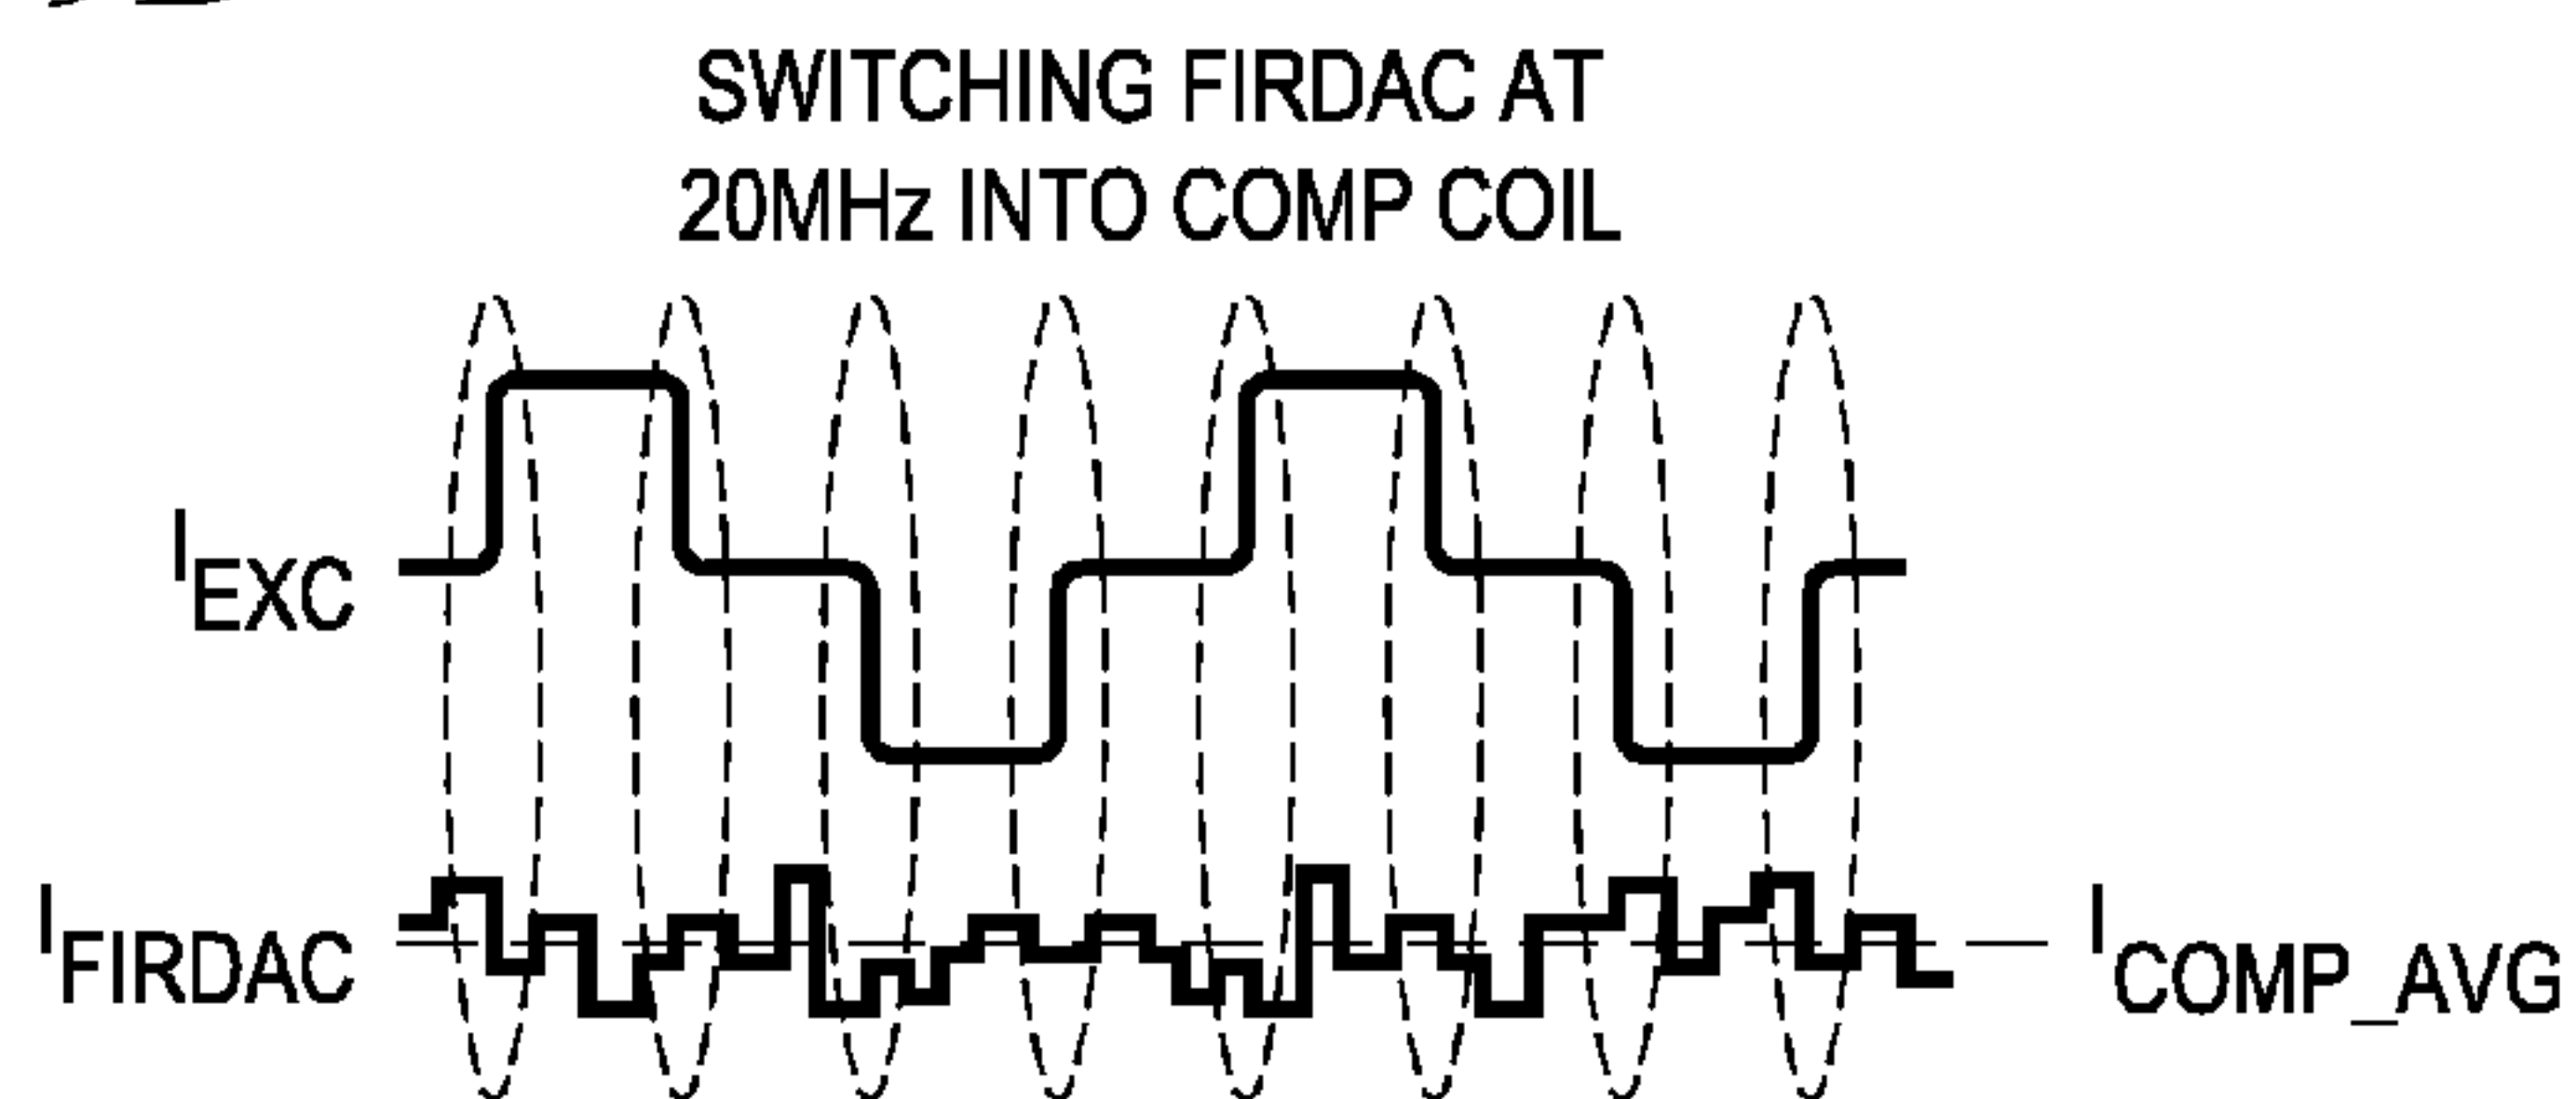 SWITCHING FIRDAC AT
20MHz INTO COMP COIL
IEXC
IFIRDAC
ICOMP_AVG